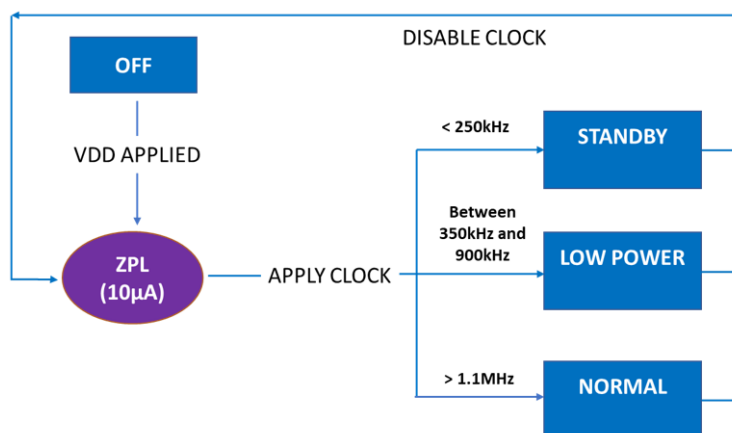 DISABLE CLOCK
OFF
VDD APPLIED
ZPL
(10µA)
APPLY CLOCK
< 250kHz
STANDBY
Between
350kHz and
900kHz
LOW POWER
> 1.1MHz
NORMAL